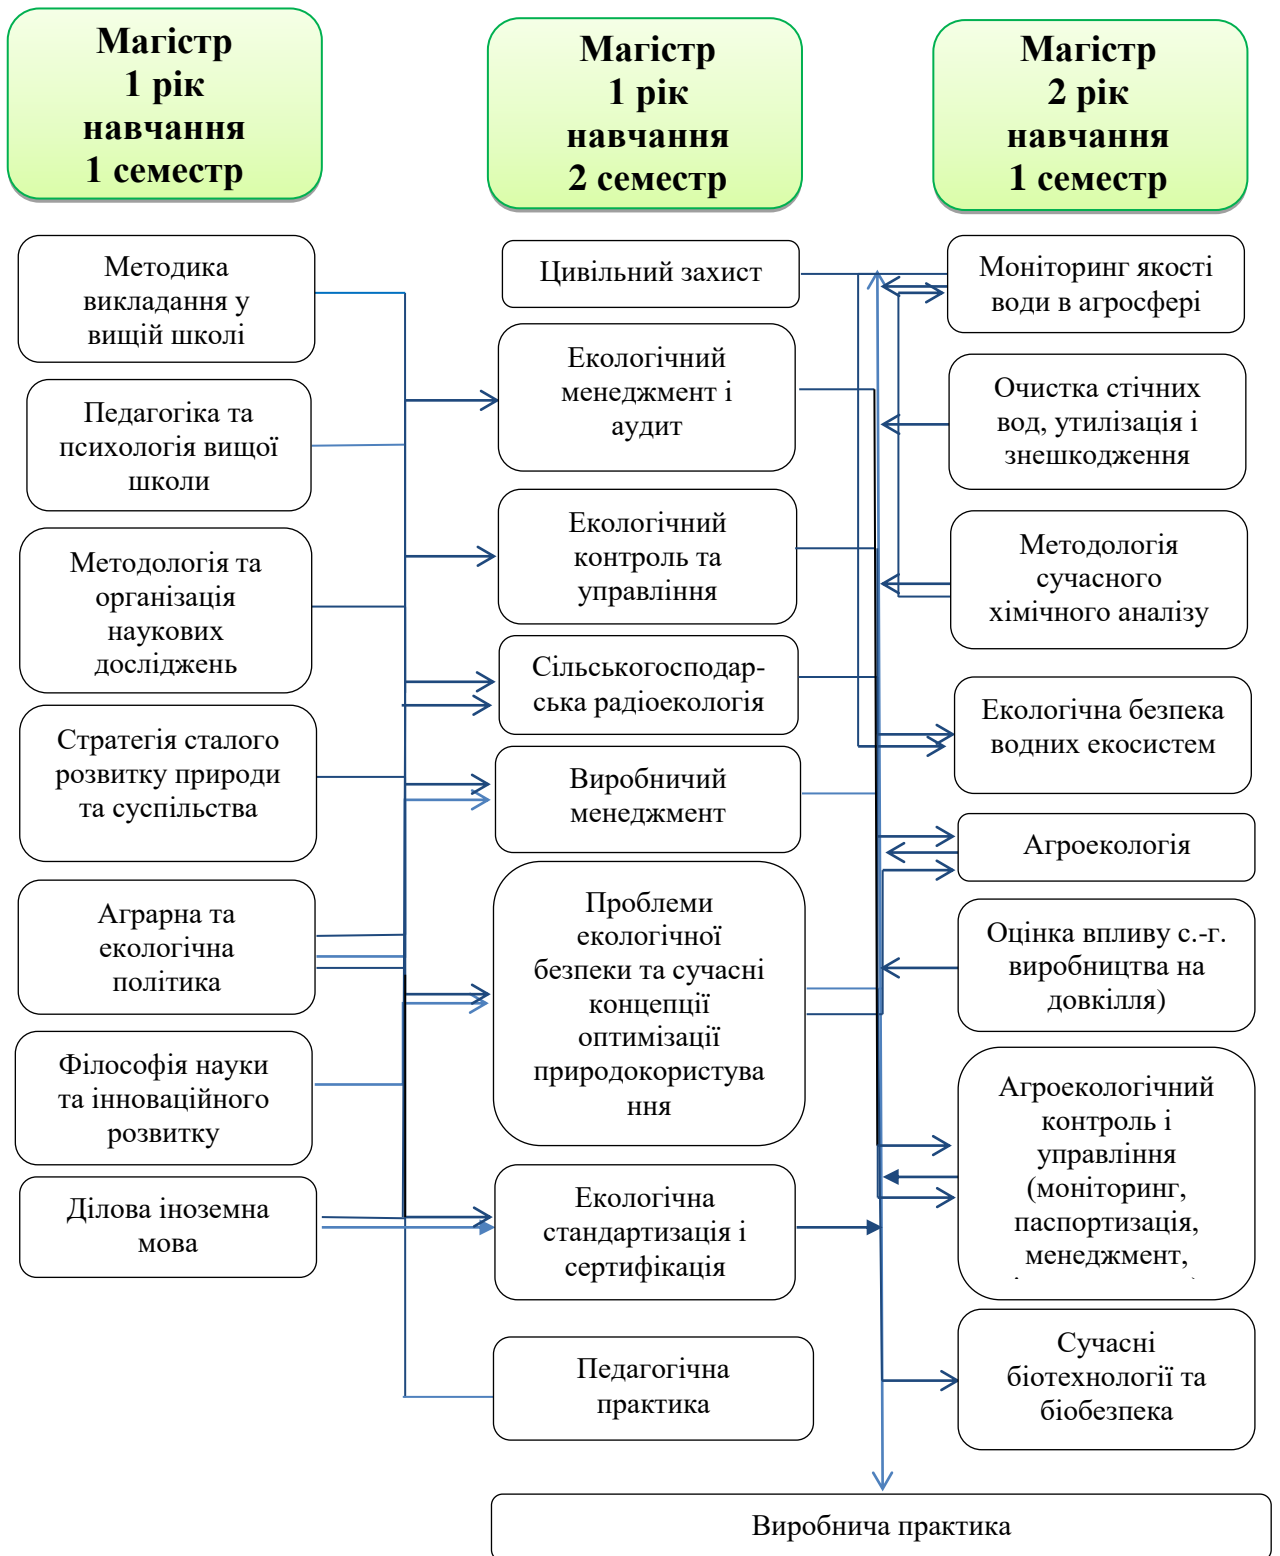 Магістр
1 рік
навчання
1 семестр
Магістр
1 рік
навчання
2 семестр
Магістр
2 рік
навчання
1 семестр
Методика
викладання у
вищій школі
Педагогіка та
психологія вищої
школи
Методологія та
організація
наукових
досліджень
Стратегія сталого
розвитку природи
та суспільства
Аграрна та
екологічна
політика
Філософія науки
та інноваційного
розвитку
Ділова іноземна
мова
Цивільний захист
Екологічний
менеджмент і
аудит
Екологічний
контроль та
управління
Сільськогосподар-
ська радіоекологія
Виробничий
менеджмент
Проблеми
екологічної
безпеки та сучасні
концепції
оптимізації
природокористува
ння
Екологічна
стандартизація і
сертифікація
Педагогічна
практика
Моніторинг якості
води в агросфері
Очистка стічних
вод, утилізація і
знешкодження
Методологія
сучасного
хімічного аналізу
Екологічна безпека
водних екосистем
Агроекологія
Оцінка впливу с.-г.
виробництва на
довкілля)
Агроекологічний
контроль і
управління
(моніторинг,
паспортизація,
менеджмент,
Сучасні
біотехнології та
біобезпека
Виробнича практика